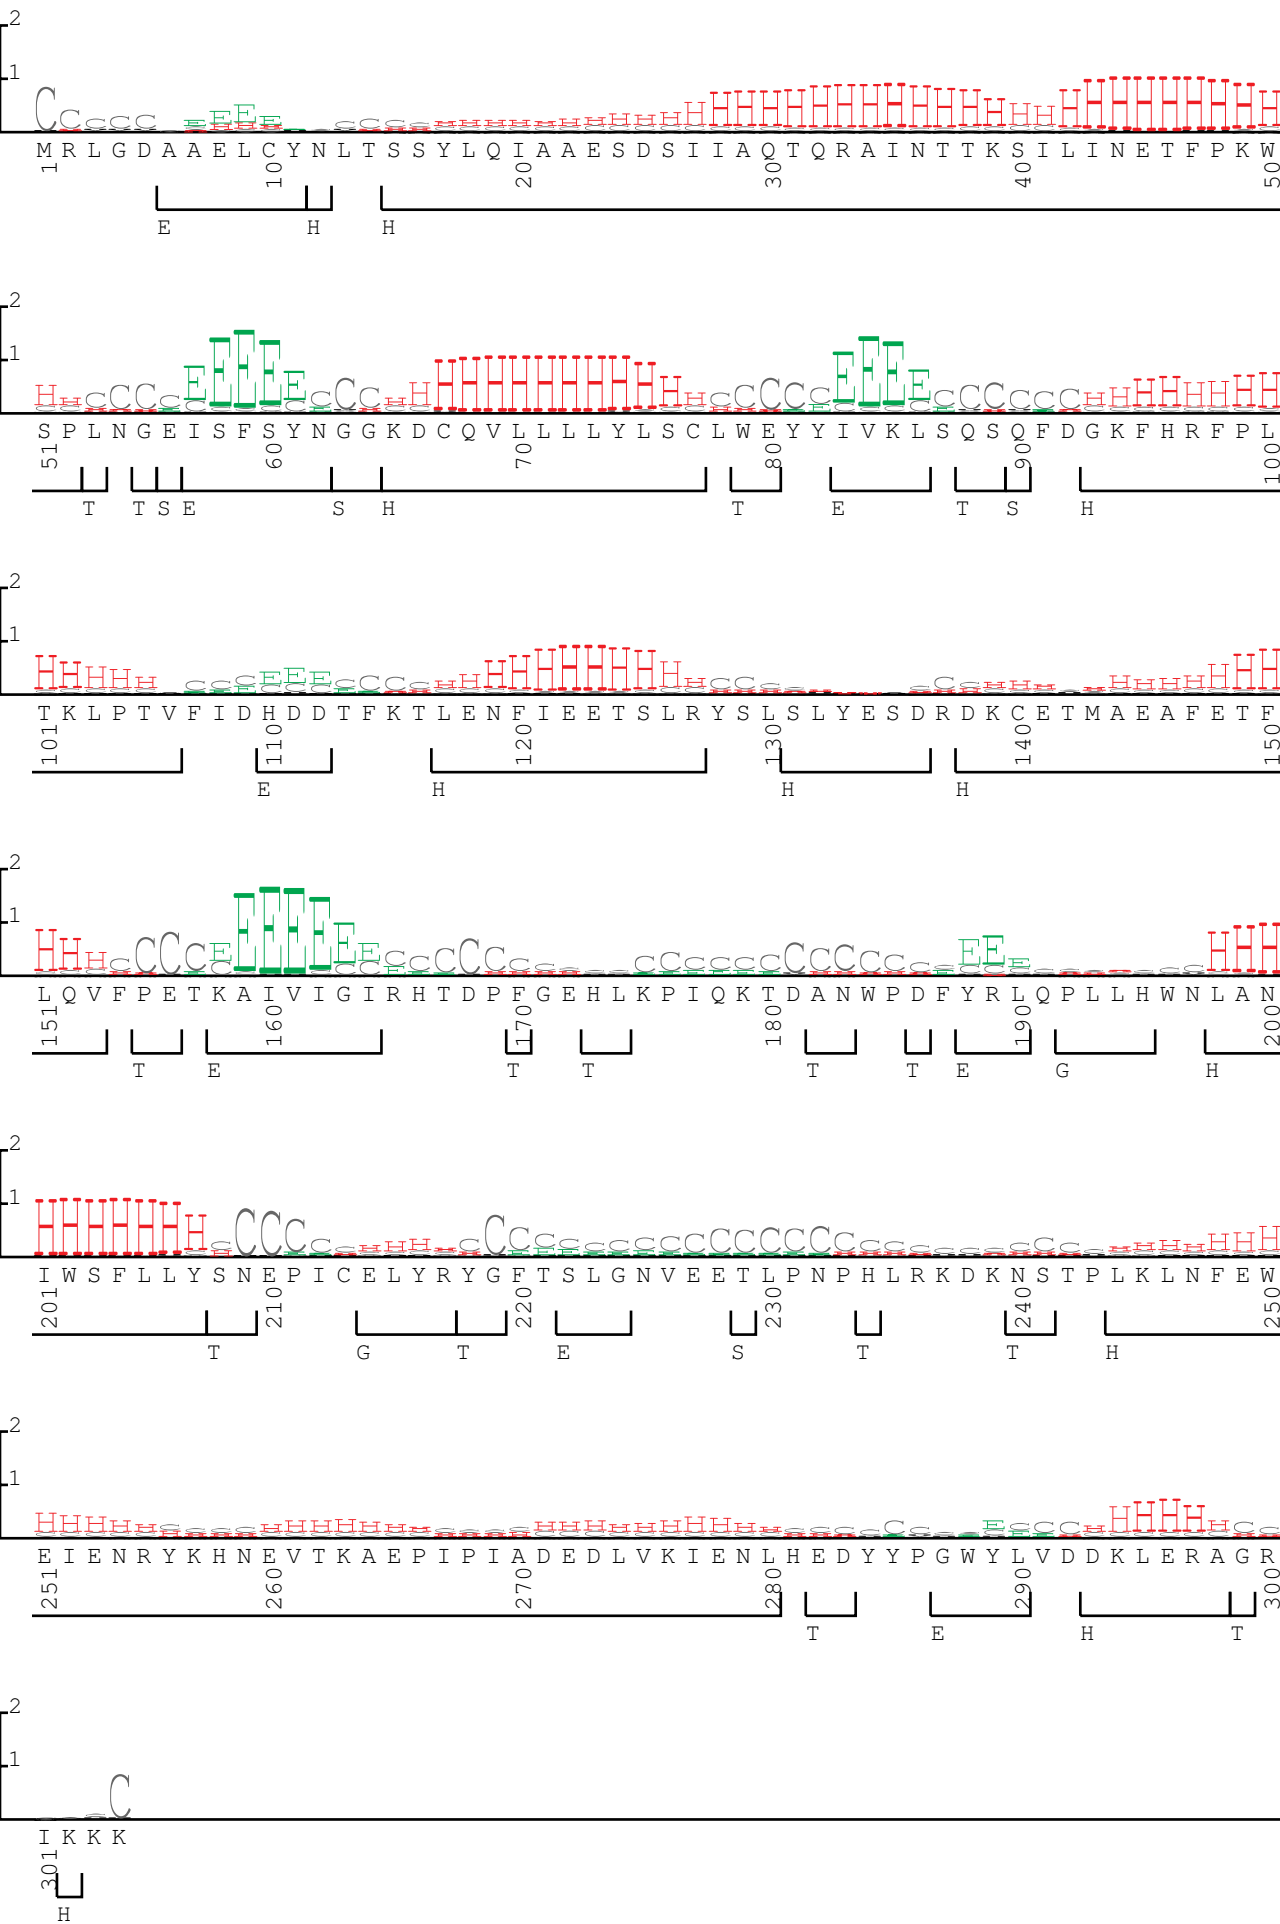 2
1
M R L G D A A E L C Y N L T S S Y L Q I A A E S D S I I A Q T Q R A I N T T K S I L I N E T F P K W
1 10 20 30 40 50
E H H
2
1
S P L N G E I S F S Y N G G K D C Q V L L L L Y L S C L W E Y Y I V K L S Q S Q F D G K F H R F P L
51 60 70 80 90 100
T T S E S H T E T S H
2
1
T K L P T V F I D H D D T F K T L E N F I E E T S L R Y S L S L Y E S D R D K C E T M A E A F E T F
101 110 120 130 140 150
E H H H
2
1
L Q V F P E T K A I V I G I R H T D P F G E H L K P I Q K T D A N W P D F Y R L Q P L L H W N L A N
151 160 170 180 190 200
T E T T T T E G H
2
1
I W S F L L Y S N E P I C E L Y R Y G F T S L G N V E E T L P N P H L R K D K N S T P L K L N F E W
201 210 220 230 240 250
T G T E S T T H
2
1
E I E N R Y K H N E V T K A E P I P I A D E D L V K I E N L H E D Y Y P G W Y L V D D K L E R A G R
251 260 270 280 290 300
T E H T
2
1
I K K K
301
H